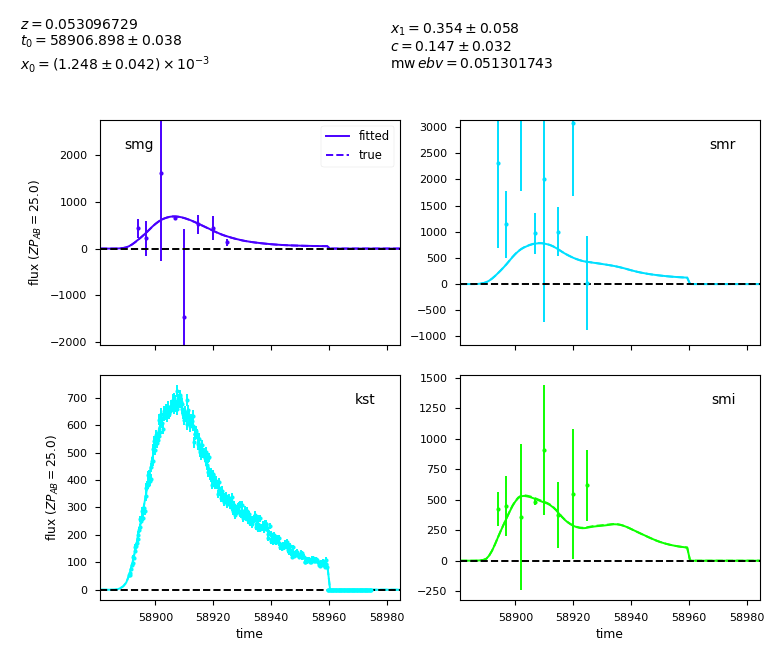 z = 0.053096729
t₀ = 58906.898 ± 0.038
x₀ = (1.248 ± 0.042) × 10⁻³
x₁ = 0.354 ± 0.058
c = 0.147 ± 0.032
mw ebv = 0.051301743
smg
fitted
true
2000
1000
0
−1000
−2000
flux (ZP_AB = 25.0)
smr
3000
2500
2000
1500
1000
500
0
−500
−1000
kst
700
600
500
400
300
200
100
0
flux (ZP_AB = 25.0)
58900 58920 58940 58960 58980
time
smi
1500
1250
1000
750
500
250
0
−250
58900 58920 58940 58960 58980
time